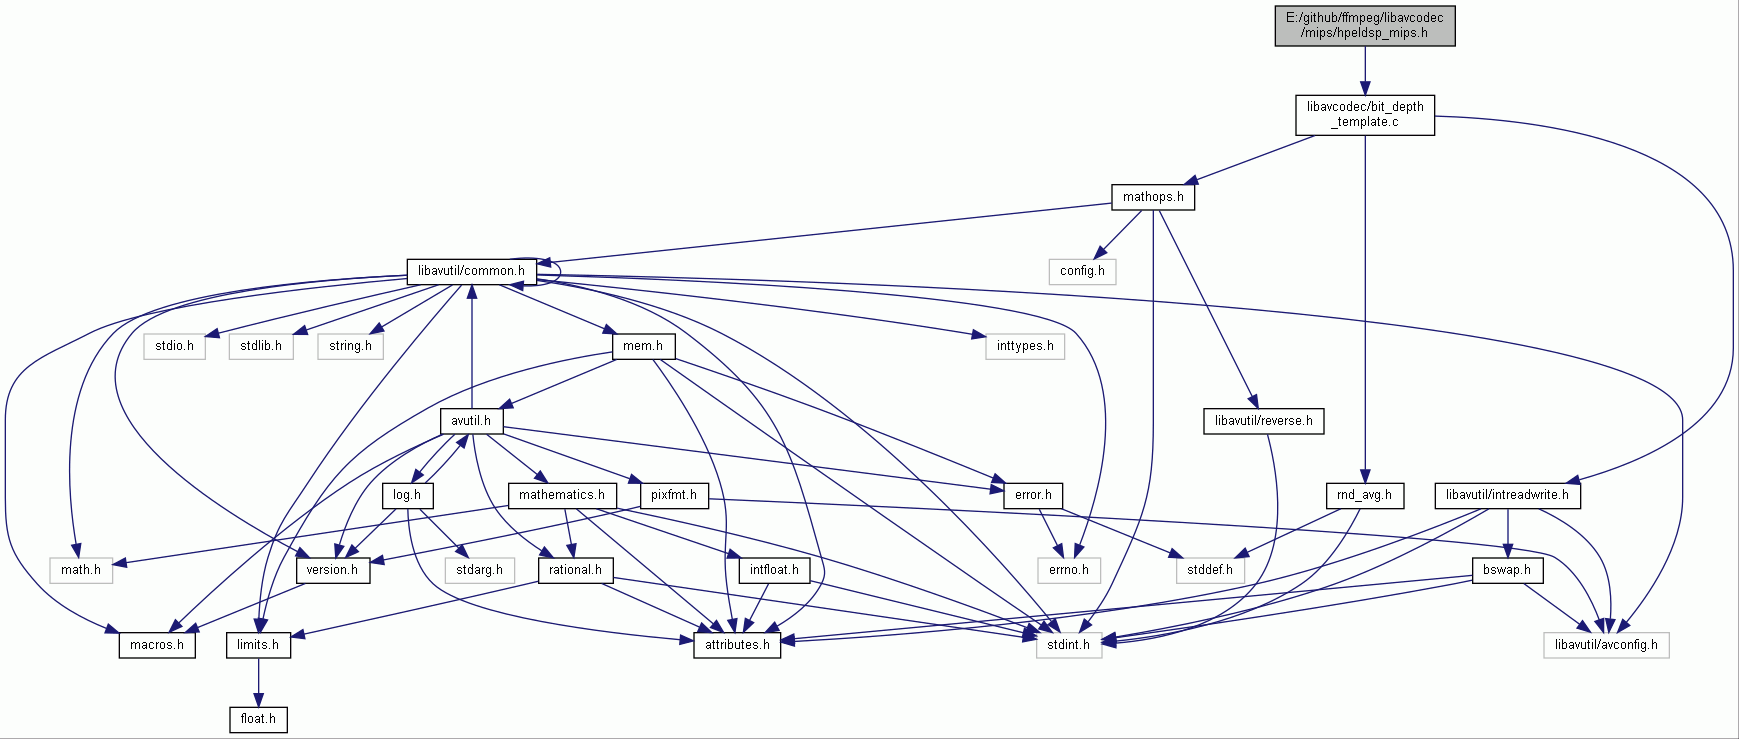 E:/github/ffmpeg/libavcodec
/mips/hpeldsp_mips.h
libavcodec/bit_depth
_template.c
mathops.h
libavutil/common.h
config.h
stdio.h
stdlib.h
string.h
mem.h
inttypes.h
avutil.h
libavutil/reverse.h
log.h
mathematics.h
pixfmt.h
error.h
rnd_avg.h
libavutil/intreadwrite.h
math.h
version.h
stdarg.h
rational.h
intfloat.h
errno.h
stddef.h
bswap.h
macros.h
limits.h
attributes.h
stdint.h
libavutil/avconfig.h
float.h